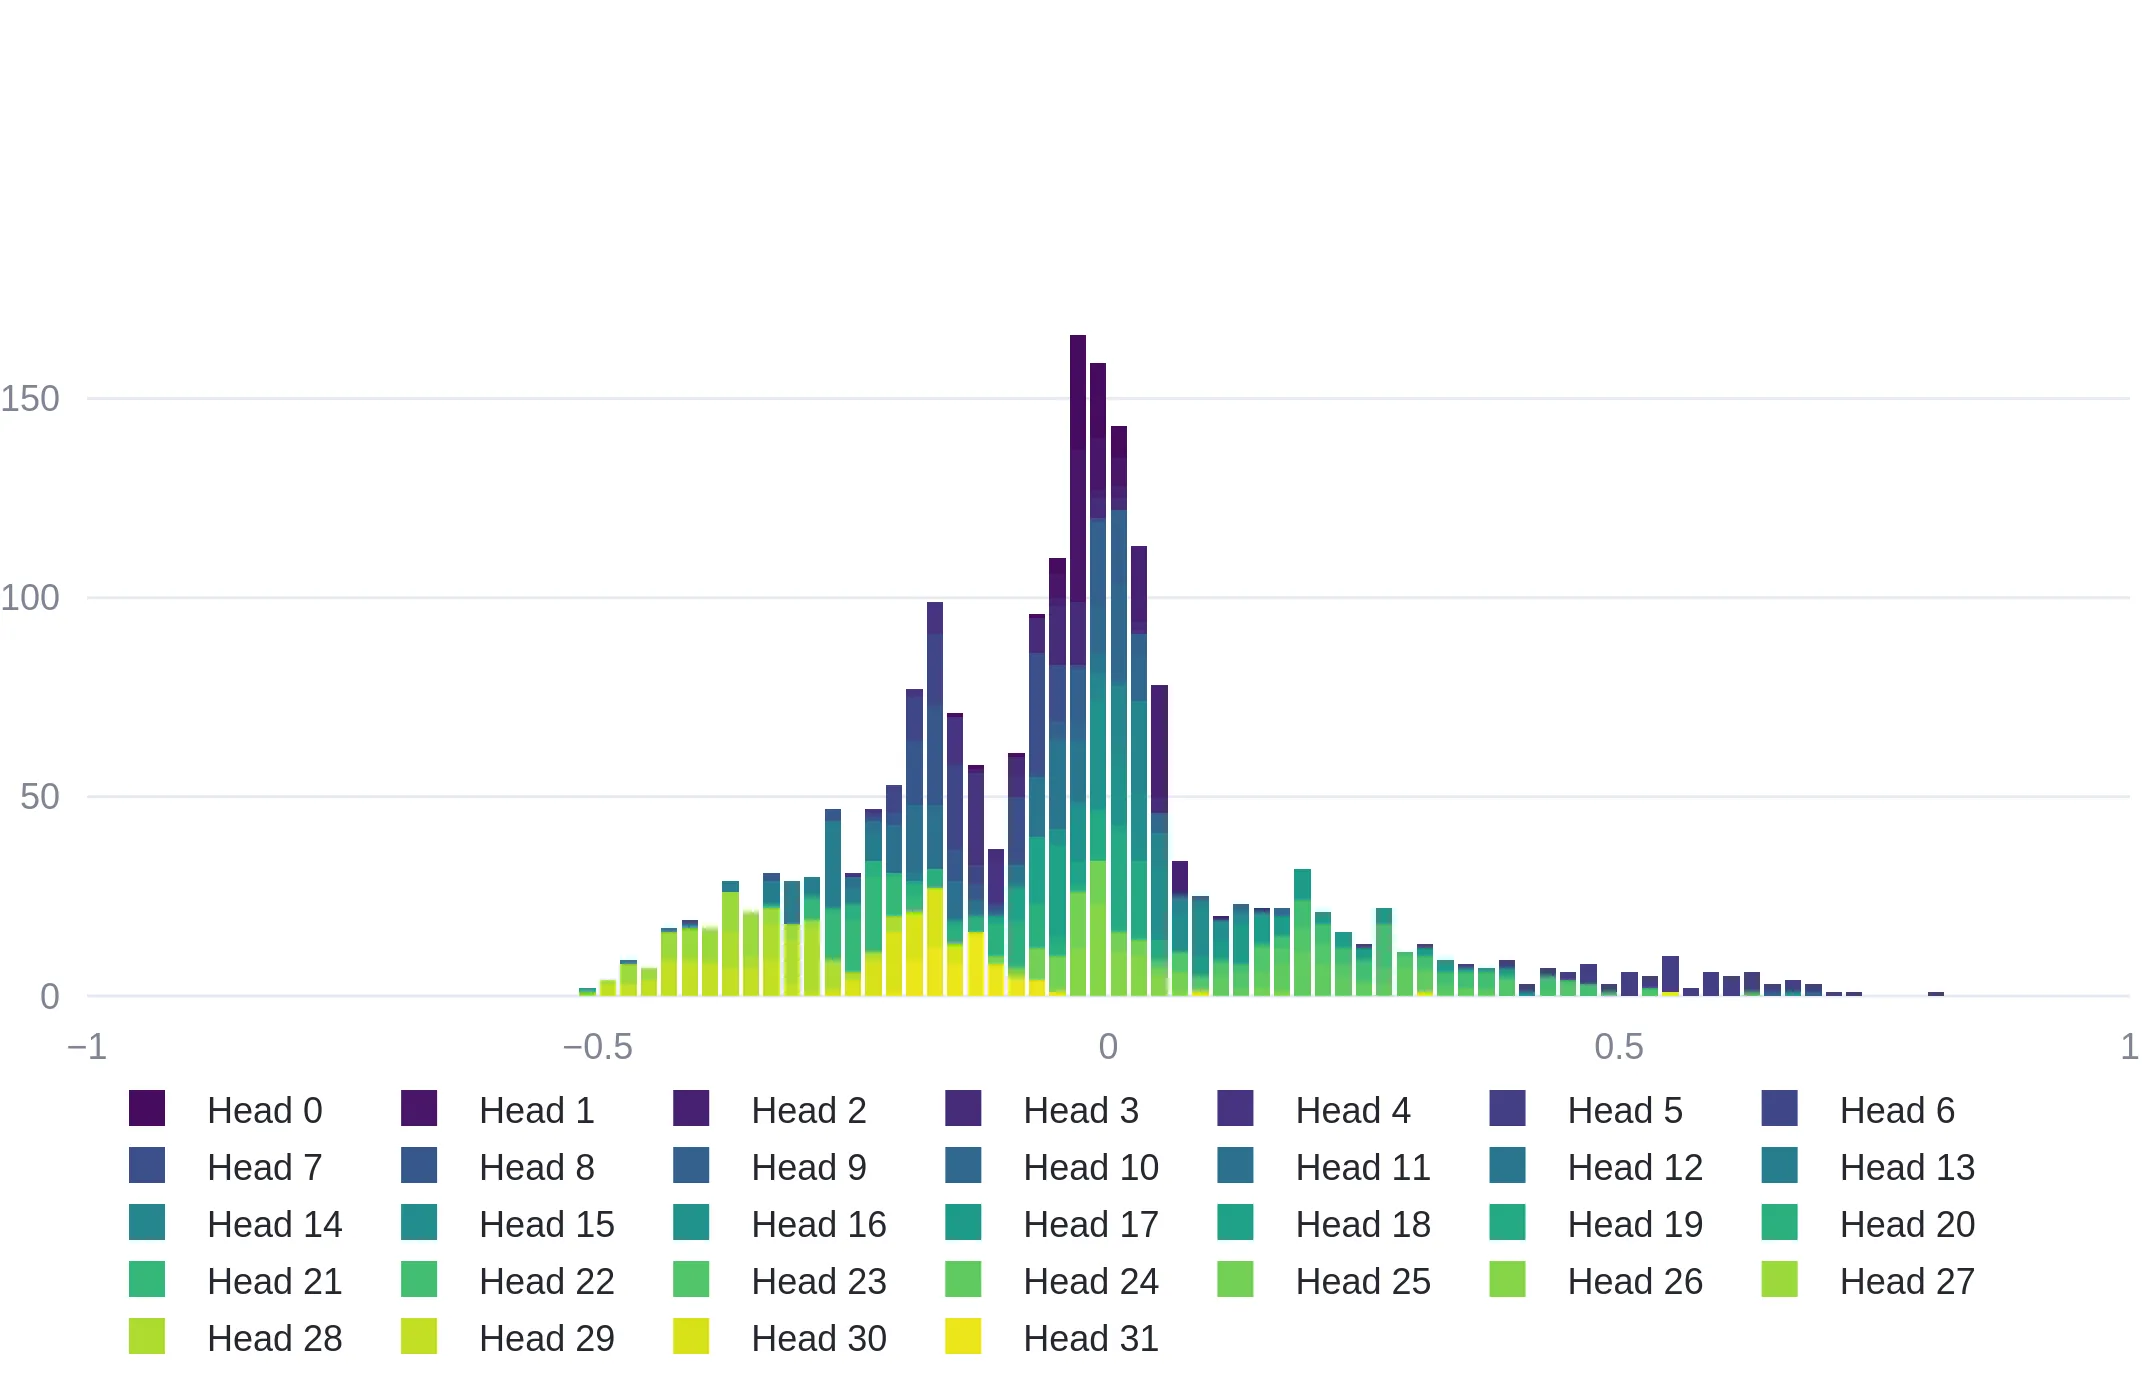 150
100
50
0
−1 −0.5 0 0.5 1
Head 0 Head 1 Head 2 Head 3 Head 4 Head 5 Head 6
Head 7 Head 8 Head 9 Head 10 Head 11 Head 12 Head 13
Head 14 Head 15 Head 16 Head 17 Head 18 Head 19 Head 20
Head 21 Head 22 Head 23 Head 24 Head 25 Head 26 Head 27
Head 28 Head 29 Head 30 Head 31